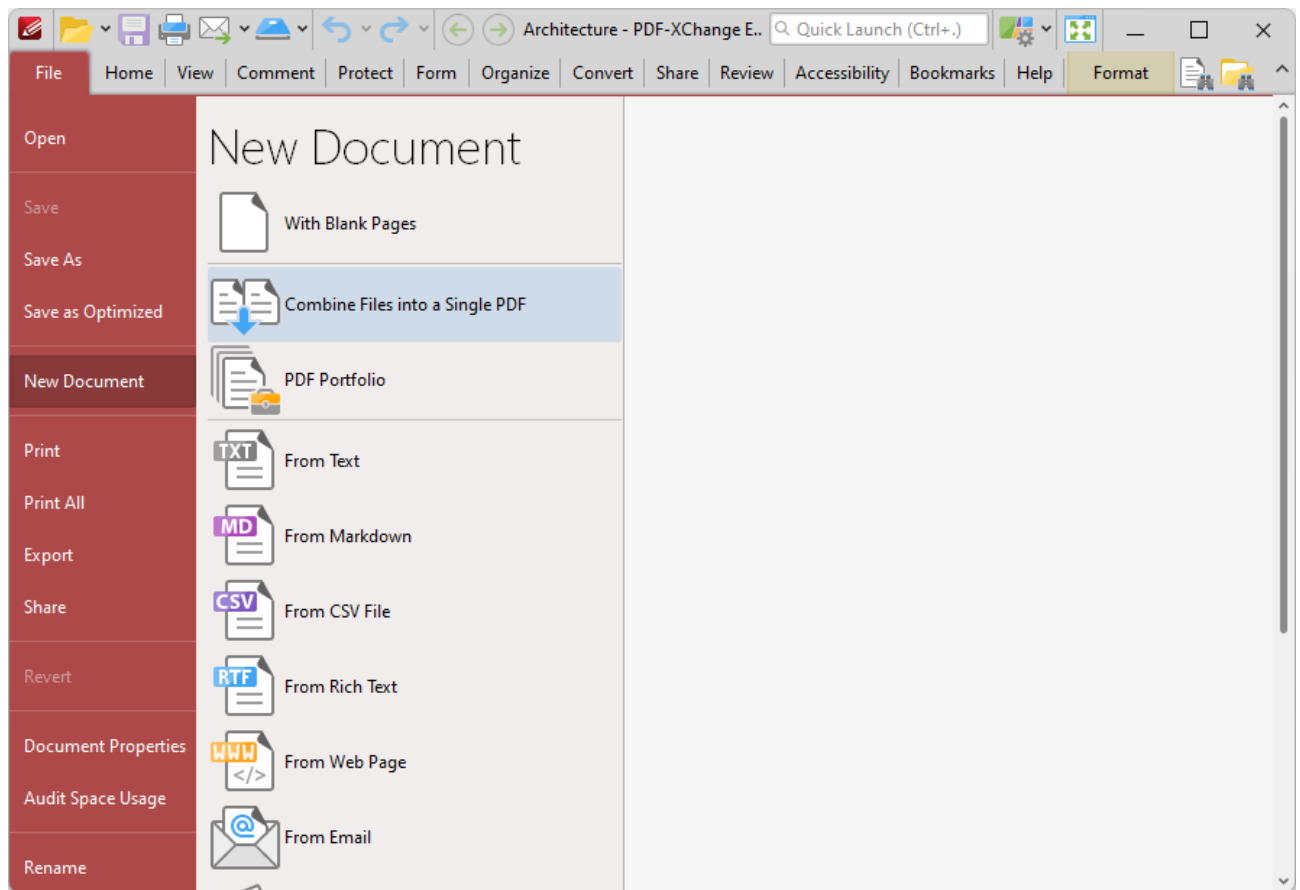 Architecture - PDF-XChange E..
Quick Launch (Ctrl+.)
File Home View Comment Protect Form Organize Convert Share Review Accessibility Bookmarks Help Format
Open
Save
Save As
Save as Optimized
New Document
Print
Print All
Export
Share
Revert
Document Properties
Audit Space Usage
Rename
New Document
With Blank Pages
Combine Files into a Single PDF
PDF Portfolio
TXT From Text
MD From Markdown
CSV From CSV File
RTF From Rich Text
WWW </> From Web Page
@ From Email